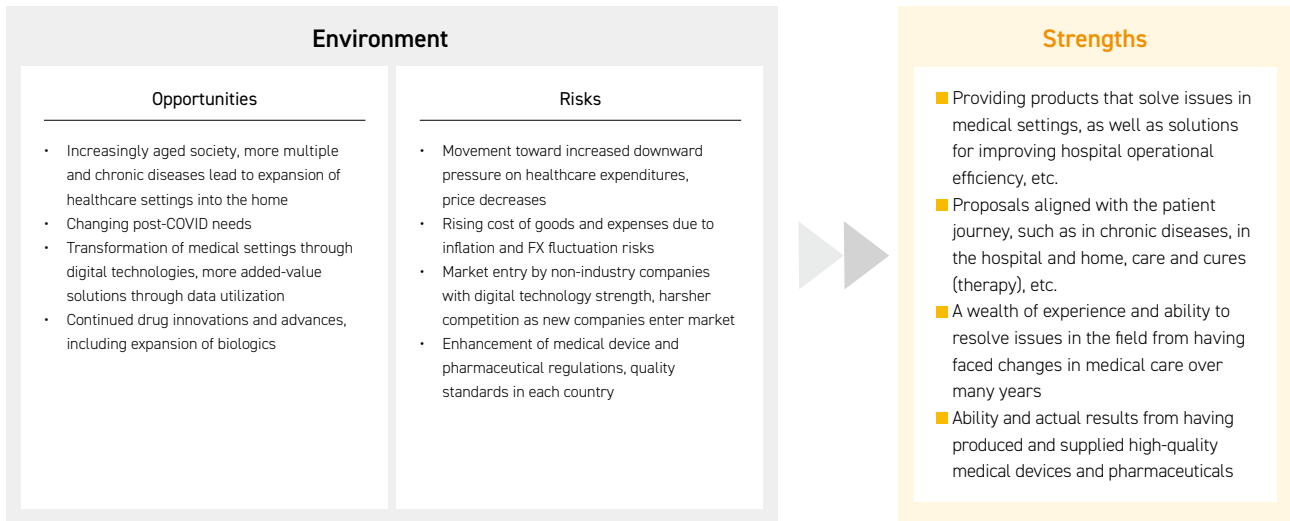 Environment
Opportunities
• Increasingly aged society, more multiple
and chronic diseases lead to expansion of
healthcare settings into the home
• Changing post-COVID needs
• Transformation of medical settings through
digital technologies, more added-value
solutions through data utilization
• Continued drug innovations and advances,
including expansion of biologics
Risks
• Movement toward increased downward
pressure on healthcare expenditures,
price decreases
• Rising cost of goods and expenses due to
inflation and FX fluctuation risks
• Market entry by non-industry companies
with digital technology strength, harsher
competition as new companies enter market
• Enhancement of medical device and
pharmaceutical regulations, quality
standards in each country
Strengths
■ Providing products that solve issues in
medical settings, as well as solutions
for improving hospital operational
efficiency, etc.
■ Proposals aligned with the patient
journey, such as in chronic diseases, in
the hospital and home, care and cures
(therapy), etc.
■ A wealth of experience and ability to
resolve issues in the field from having
faced changes in medical care over
many years
■ Ability and actual results from having
produced and supplied high-quality
medical devices and pharmaceuticals